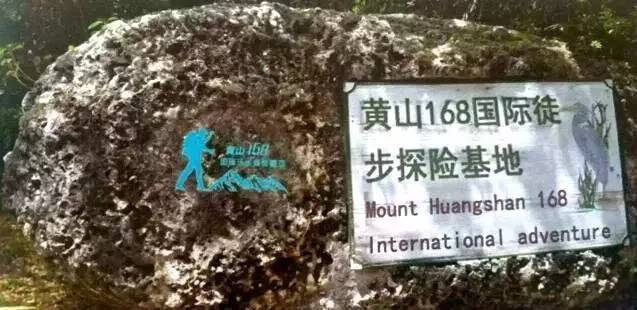 黄山168
黄山168国际徒
步探险基地
Mount Huangshan 168
International adventure